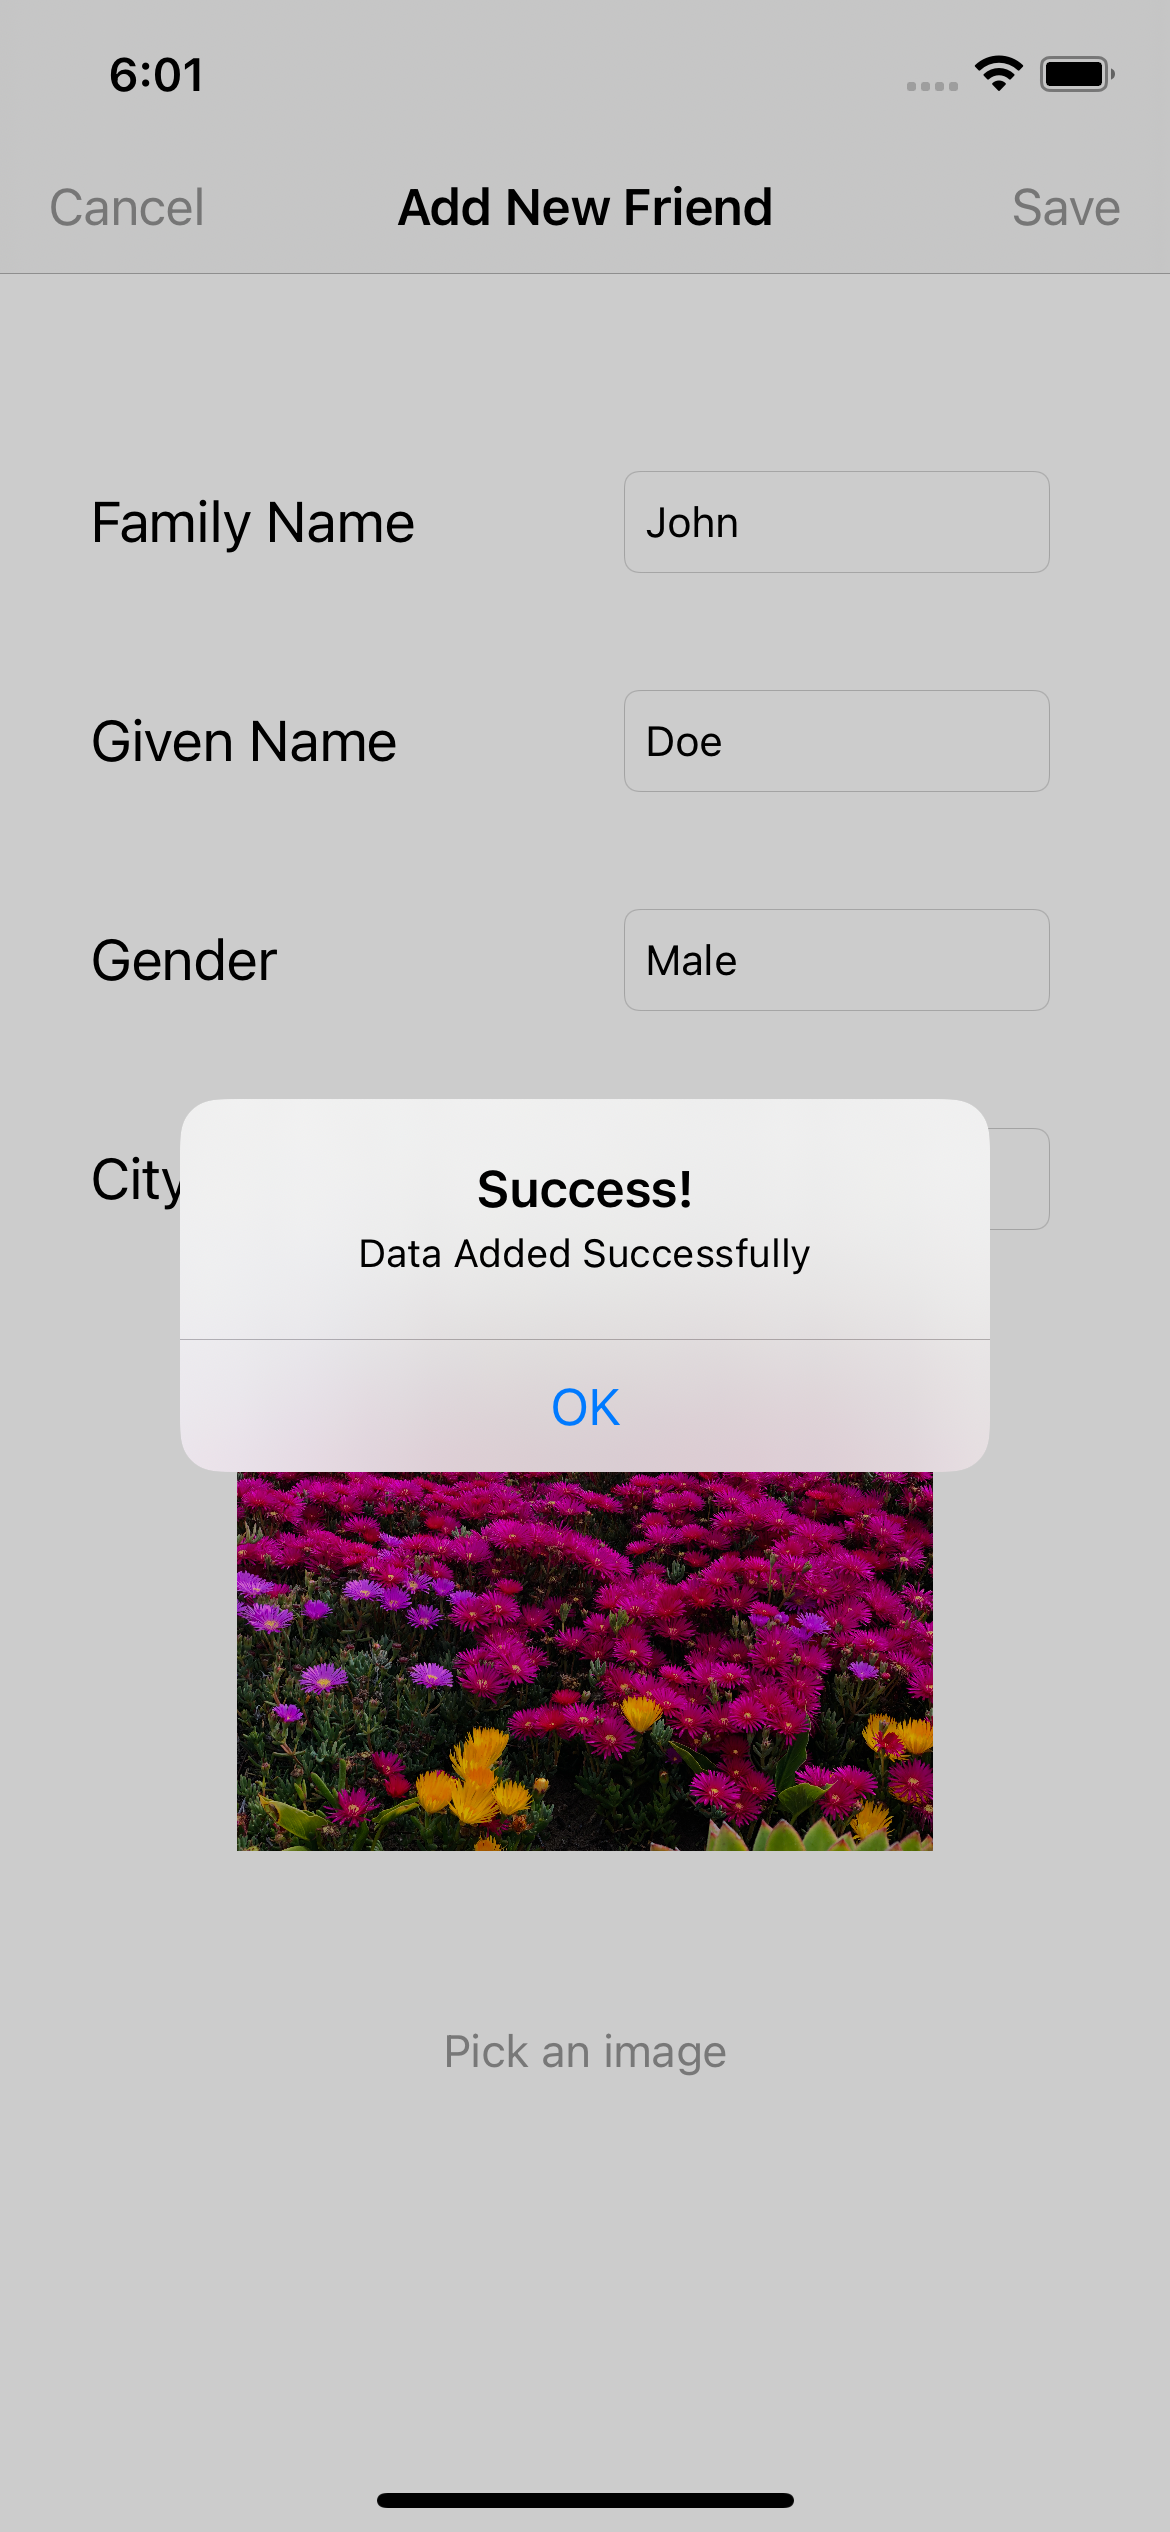 6:01
Cancel Add New Friend Save
Family Name John
Given Name Doe
Gender Male
City
Success!
Data Added Successfully
OK
Pick an image